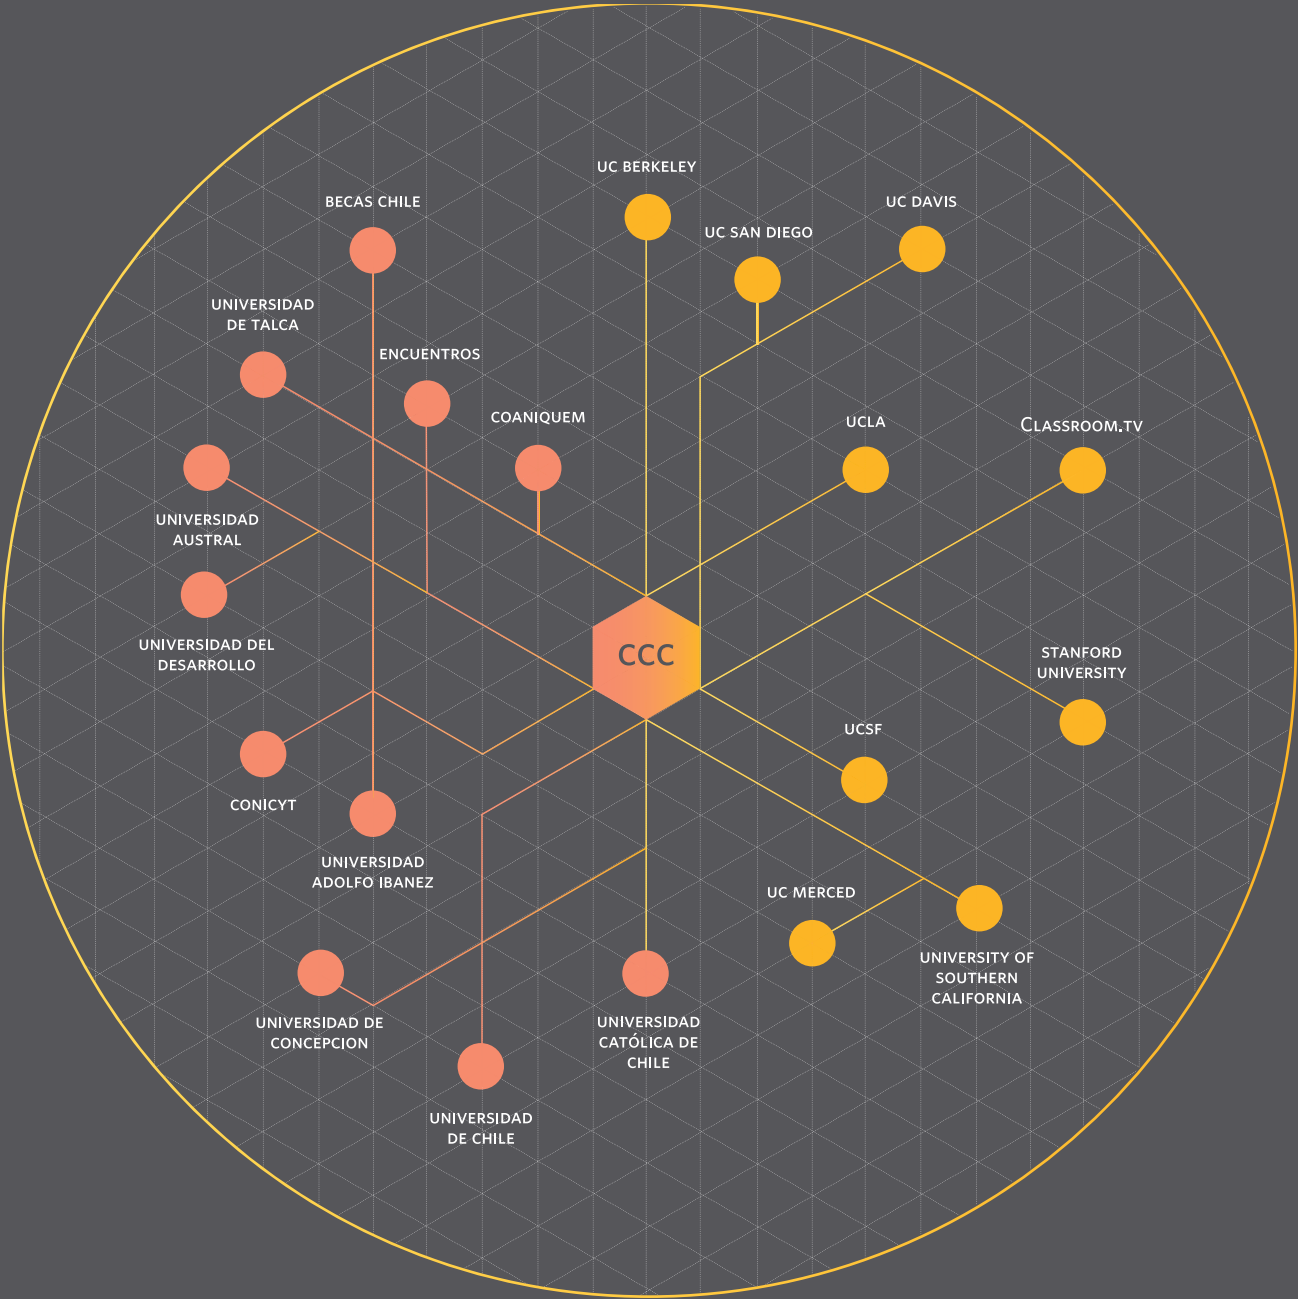 UC BERKELEY
BECAS CHILE
UC DAVIS
UC SAN DIEGO
UNIVERSIDAD
DE TALCA
ENCUENTROS
COANIQUEM
UCLA
CLASSROOM.TV
UNIVERSIDAD
AUSTRAL
UNIVERSIDAD DEL
DESARROLLO
CCC
STANFORD
UNIVERSITY
UCSF
CONICYT
UNIVERSIDAD
ADOLFO IBANEZ
UC MERCED
UNIVERSITY OF
SOUTHERN
CALIFORNIA
UNIVERSIDAD DE
CONCEPCION
UNIVERSIDAD
CATÓLICA DE
CHILE
UNIVERSIDAD
DE CHILE